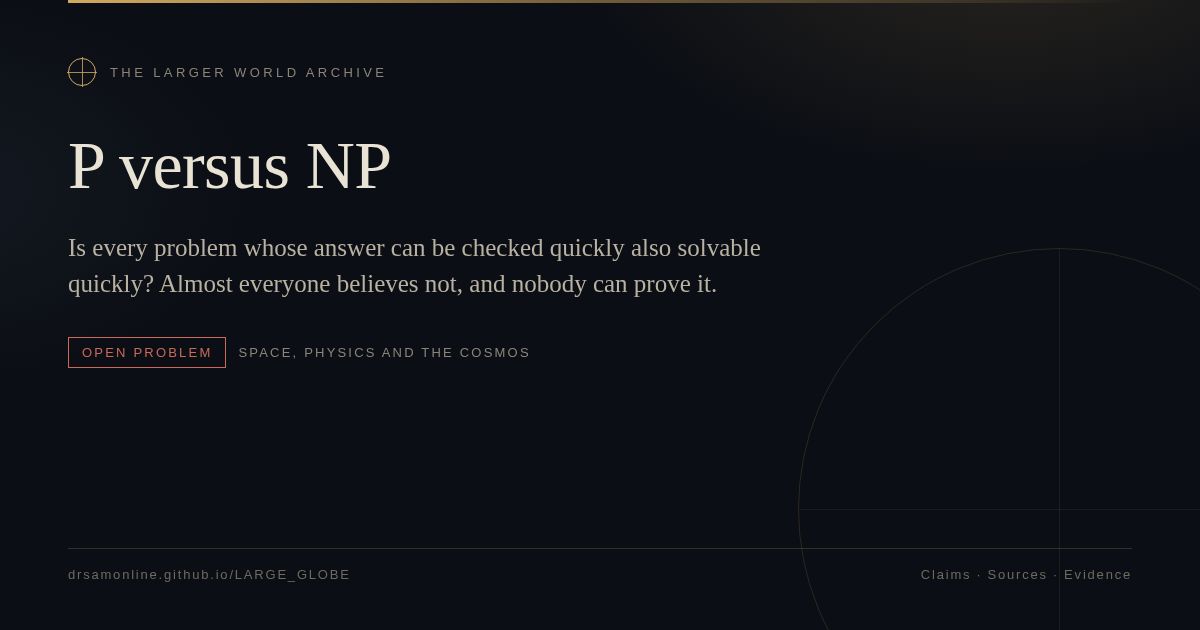 THE LARGER WORLD ARCHIVE
P versus NP
Is every problem whose answer can be checked quickly also solvable
quickly? Almost everyone believes not, and nobody can prove it.
OPEN PROBLEM SPACE, PHYSICS AND THE COSMOS
drsamonline.github.io/LARGE_GLOBE Claims · Sources · Evidence